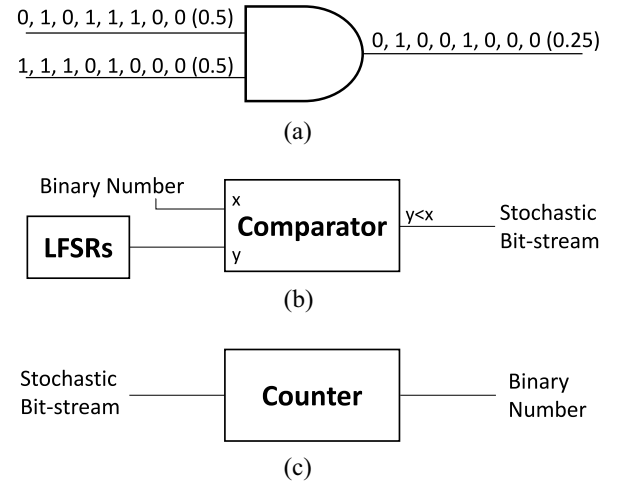 0, 1, 0, 1, 1, 1, 0, 0 (0.5)
0, 1, 0, 0, 1, 0, 0, 0 (0.25)
1, 1, 1, 0, 1, 0, 0, 0 (0.5)
(a)
Binary Number
x
LFSRs
Comparator
y
y<x
Stochastic
Bit-stream
(b)
Stochastic
Bit-stream
Counter
Binary
Number
(c)